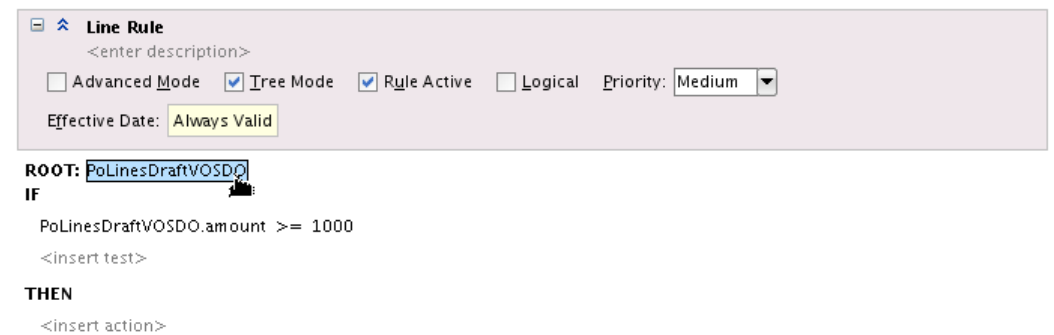 Line Rule
<enter description>
Advanced Mode Tree Mode Rule Active Logical Priority: Medium
Effective Date: Always Valid
ROOT: PoLinesDraftVOSDO
IF
PoLinesDraftVOSDO.amount >= 1000
<insert test>
THEN
<insert action>